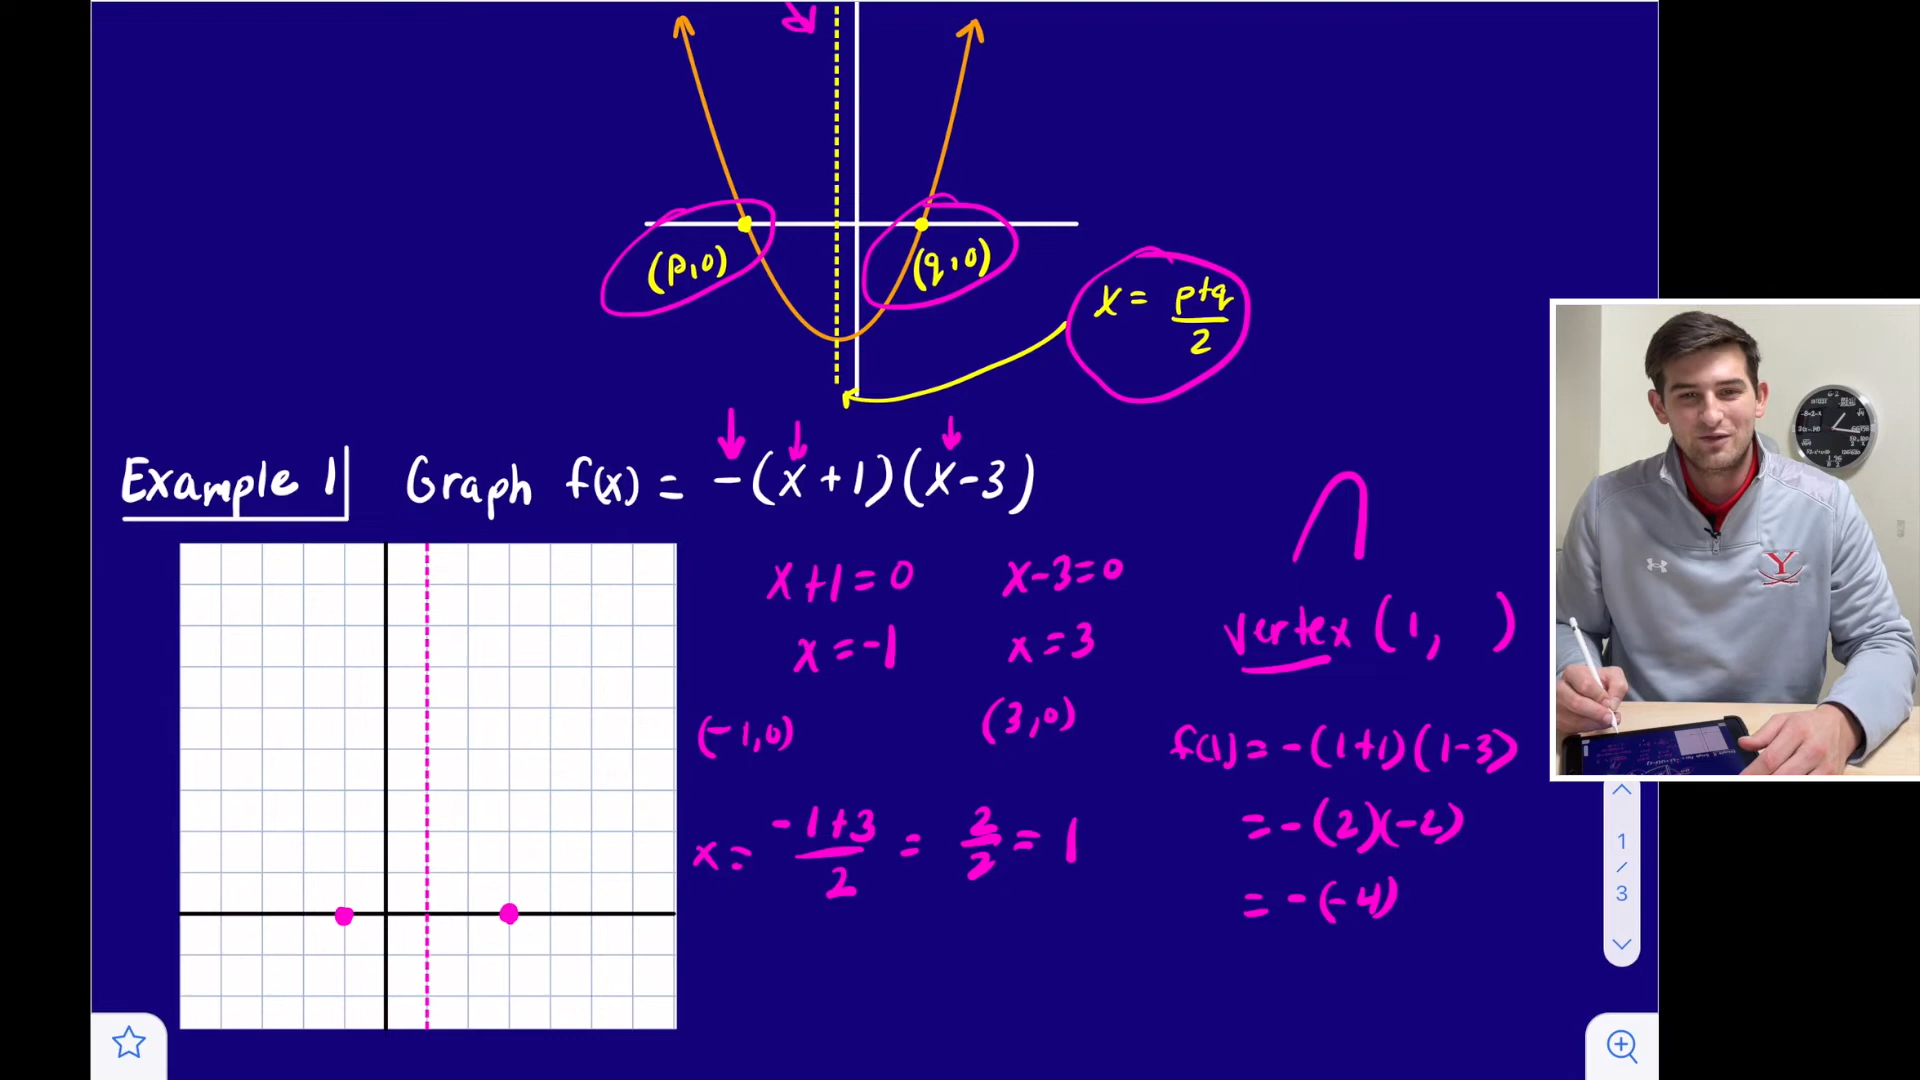 (p,0)
(q,0)
x = p+q/2
Example 1 Graph f(x) = -(x+1)(x-3)
x+1=0 x-3=0
x=-1 x=3
(-1,0) (3,0)
x= -1+3/2 = 2/2 = 1
vertex (1, )
f(1)= -(1+1)(1-3)
= -(2)(-2)
= -(-4)
Y
1
/
3